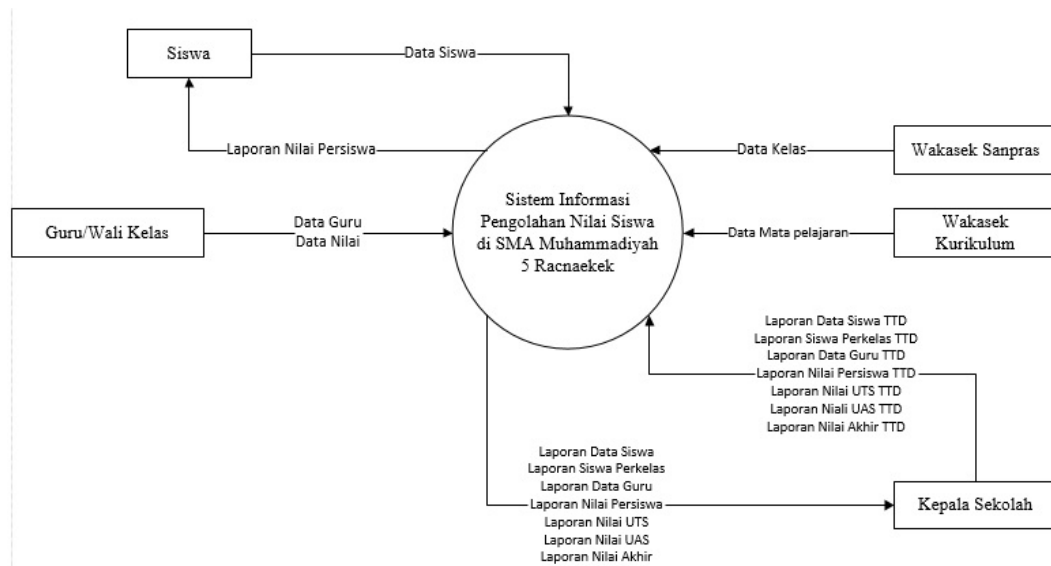 Siswa
Data Siswa
Laporan Nilai Persiswa
Data Kelas
Wakasek Sanpras
Guru/Wali Kelas
Data Guru
Data Nilai
Sistem Informasi
Pengolahan Nilai Siswa
di SMA Muhammadiyah
5 Racnaekek
Data Mata pelajaran
Wakasek
Kurikulum
Laporan Data Siswa TTD
Laporan Siswa Perkelas TTD
Laporan Data Guru TTD
Laporan Nilai Persiswa TTD
Laporan Nilai UTS TTD
Laporan Niali UAS TTD
Laporan Nilai Akhir TTD
Laporan Data Siswa
Laporan Siswa Perkelas
Laporan Data Guru
Laporan Nilai Persiswa
Laporan Nilai UTS
Laporan Nilai UAS
Laporan Nilai Akhir
Kepala Sekolah